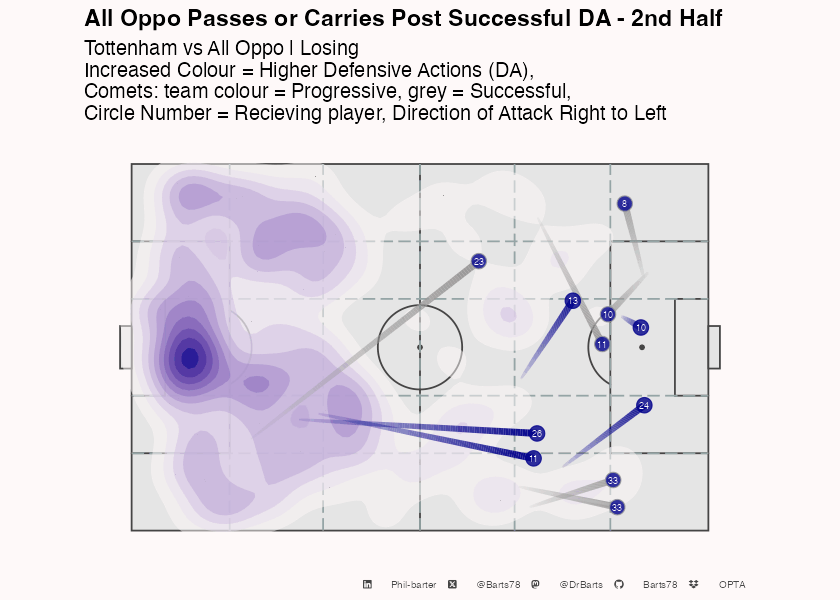 All Oppo Passes or Carries Post Successful DA - 2nd Half
Tottenham vs All Oppo l Losing
Increased Colour = Higher Defensive Actions (DA),
Comets: team colour = Progressive, grey = Successful,
Circle Number = Recieving player, Direction of Attack Right to Left
8
23
13
10
10
11
24
26
11
33
33
Phil-barter @Barts78 @DrBarts Barts78 OPTA